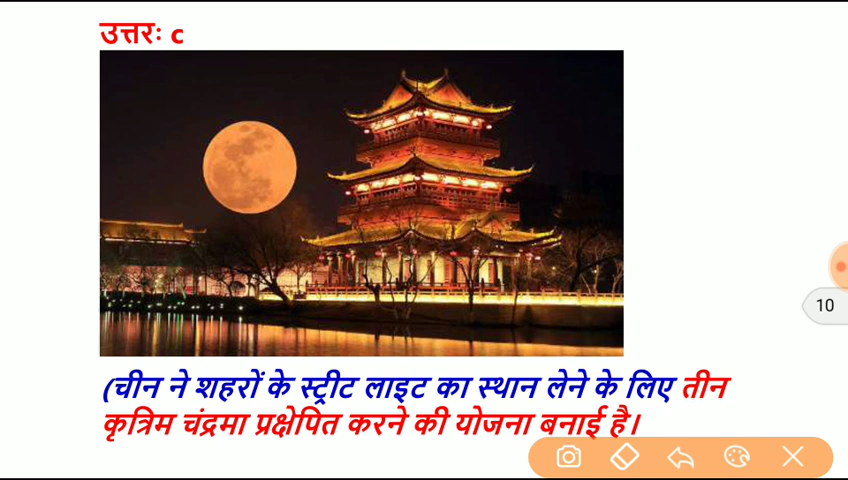 उत्तरः c
10
(चीन ने शहरों के स्ट्रीट लाइट का स्थान लेने के लिए तीन
कृत्रिम चंद्रमा प्रक्षेपित करने की योजना बनाई है।